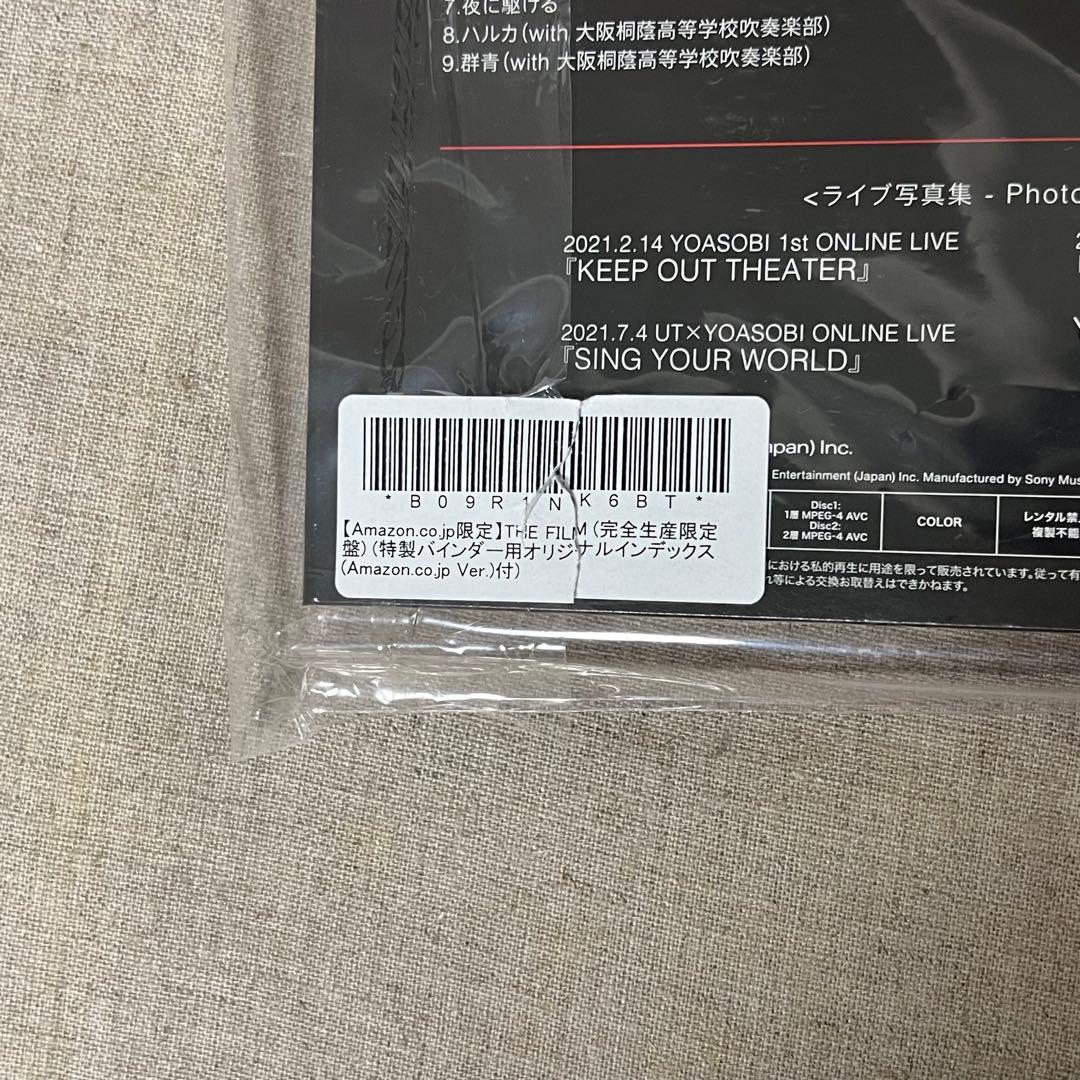 7.夜に駆ける
8.ハルカ(with 大阪桐蔭高等学校吹奏楽部)
9.群青(with 大阪桐蔭高等学校吹奏楽部)
<ライブ写真集 - Photo
2021.2.14 YOASOBI 1st ONLINE LIVE
『KEEP OUT THEATER』
2021.7.4 UT×YOASOBI ONLINE LIVE
『SING YOUR WORLD』
apan) Inc.
Entertainment (Japan) Inc. Manufactured by Sony Mus
*B09R1NK6BT*
【Amazon.co.jp限定】THE FILM (完全生産限定
盤) (特製バインダー用オリジナルインデックス
(Amazon.co.jp Ver.)付)
Disc1:
1層 MPEG-4 AVC
Disc2:
2層 MPEG-4 AVC
COLOR
レンタル禁
複製不能
における私的再生に用途を限って販売されています。従って有
れ等による交換お取替えはできかねます。